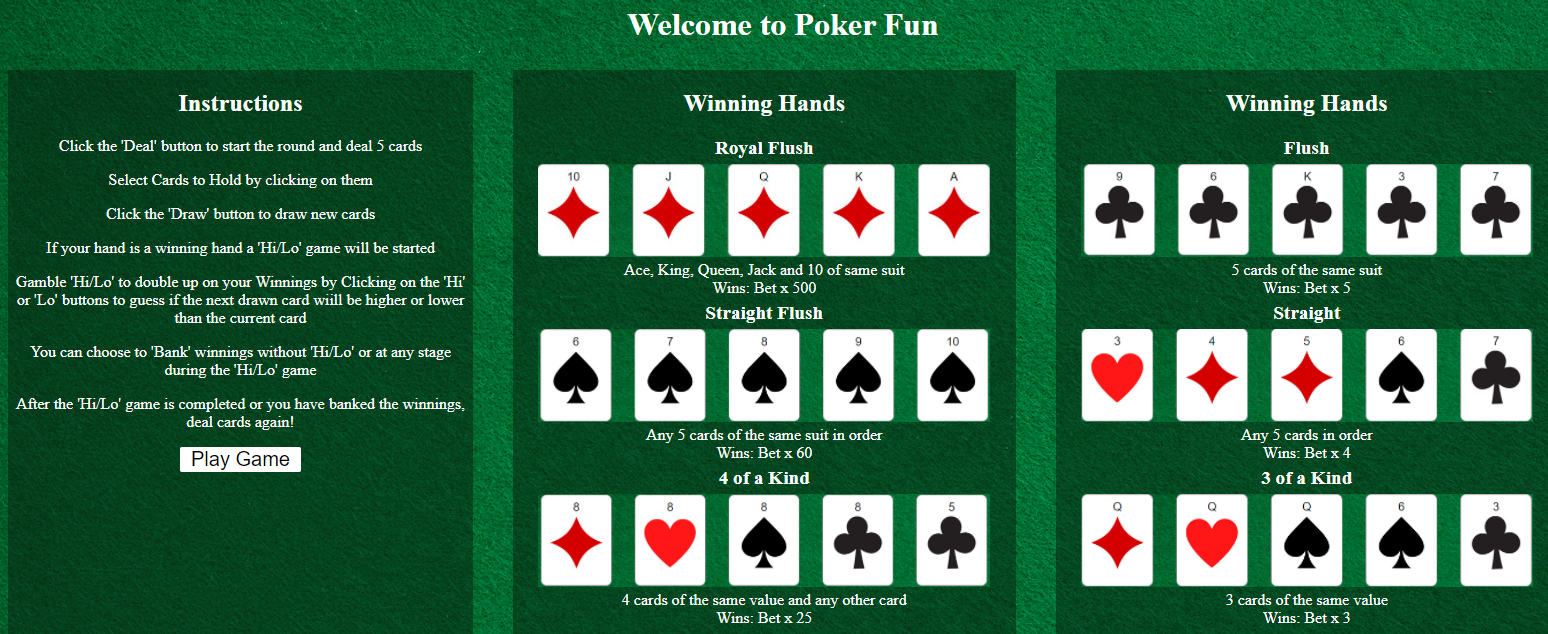 Welcome to Poker Fun
Instructions
Click the 'Deal' button to start the round and deal 5 cards
Select Cards to Hold by clicking on them
Click the 'Draw' button to draw new cards
If your hand is a winning hand a 'Hi/Lo' game will be started
Gamble 'Hi/Lo' to double up on your Winnings by Clicking on the 'Hi'
or 'Lo' buttons to guess if the next drawn card wiill be higher or lower
than the current card
You can choose to 'Bank' winnings without 'Hi/Lo' or at any stage
during the 'Hi/Lo' game
After the 'Hi/Lo' game is completed or you have banked the winnings,
deal cards again!
Play Game
Winning Hands
Royal Flush
10 J Q K A
Ace, King, Queen, Jack and 10 of same suit
Wins: Bet x 500
Straight Flush
6 7 8 9 10
Any 5 cards of the same suit in order
Wins: Bet x 60
4 of a Kind
8 8 8 8 5
4 cards of the same value and any other card
Wins: Bet x 25
Winning Hands
Flush
9 6 K 3 7
5 cards of the same suit
Wins: Bet x 5
Straight
3 4 5 6 7
Any 5 cards in order
Wins: Bet x 4
3 of a Kind
Q Q Q 6 3
3 cards of the same value
Wins: Bet x 3